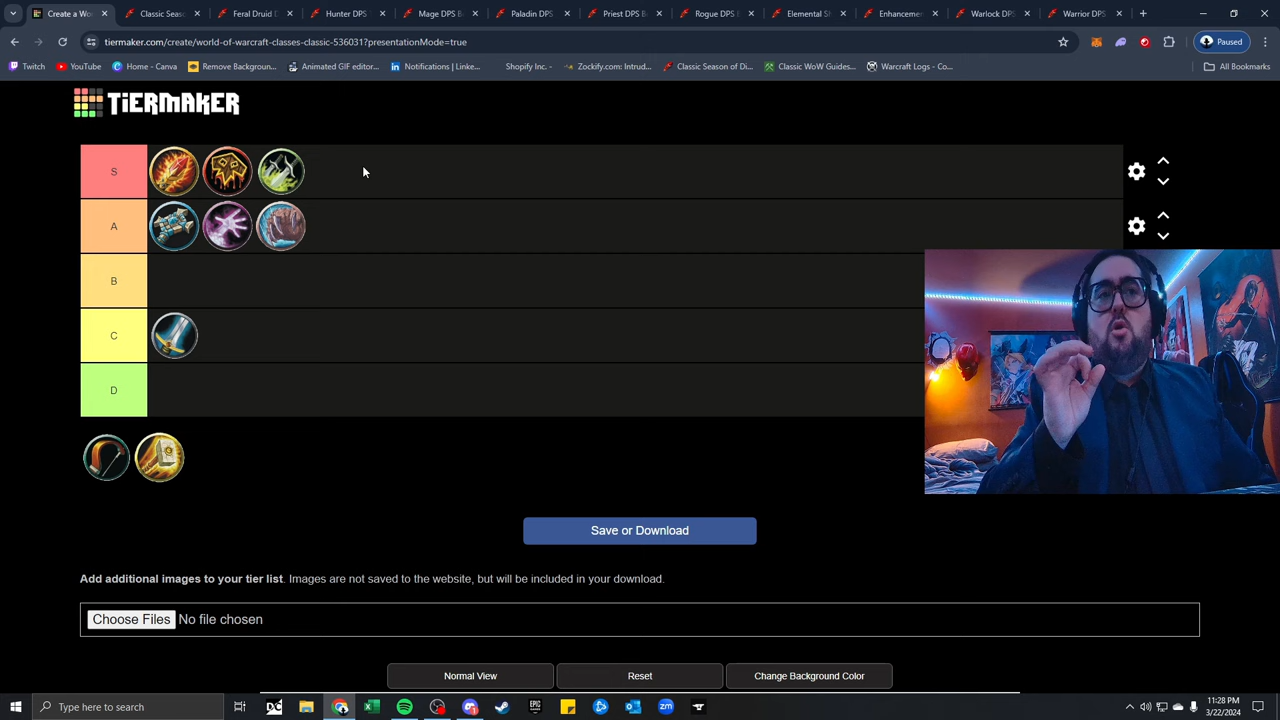 Create a Wo
Classic Seas
Feral Druid D
Hunter DPS
Mage DPS B
Paladin DPS
Priest DPS B
Rogue DPS
Elemental S
Enhancemen
Warlock DPS
Warrior DPS
tiermaker.com/create/world-of-warcraft-classes-classic-536031?presentationMode=true
Paused
Twitch
YouTube
Home - Canva
Remove Backgroun...
Animated GIF editor...
Notifications | Linke...
Shopify Inc. -
Zockify.com: Intrud...
Classic Season of Di...
Classic WoW Guides...
Warcraft Logs - Co...
All Bookmarks
TiERMAKER
S
A
B
C
D
Save or Download
Add additional images to your tier list. Images are not saved to the website, but will be included in your download.
Choose Files No file chosen
Normal View
Reset
Change Background Color
Type here to search
11:28 PM
3/22/2024